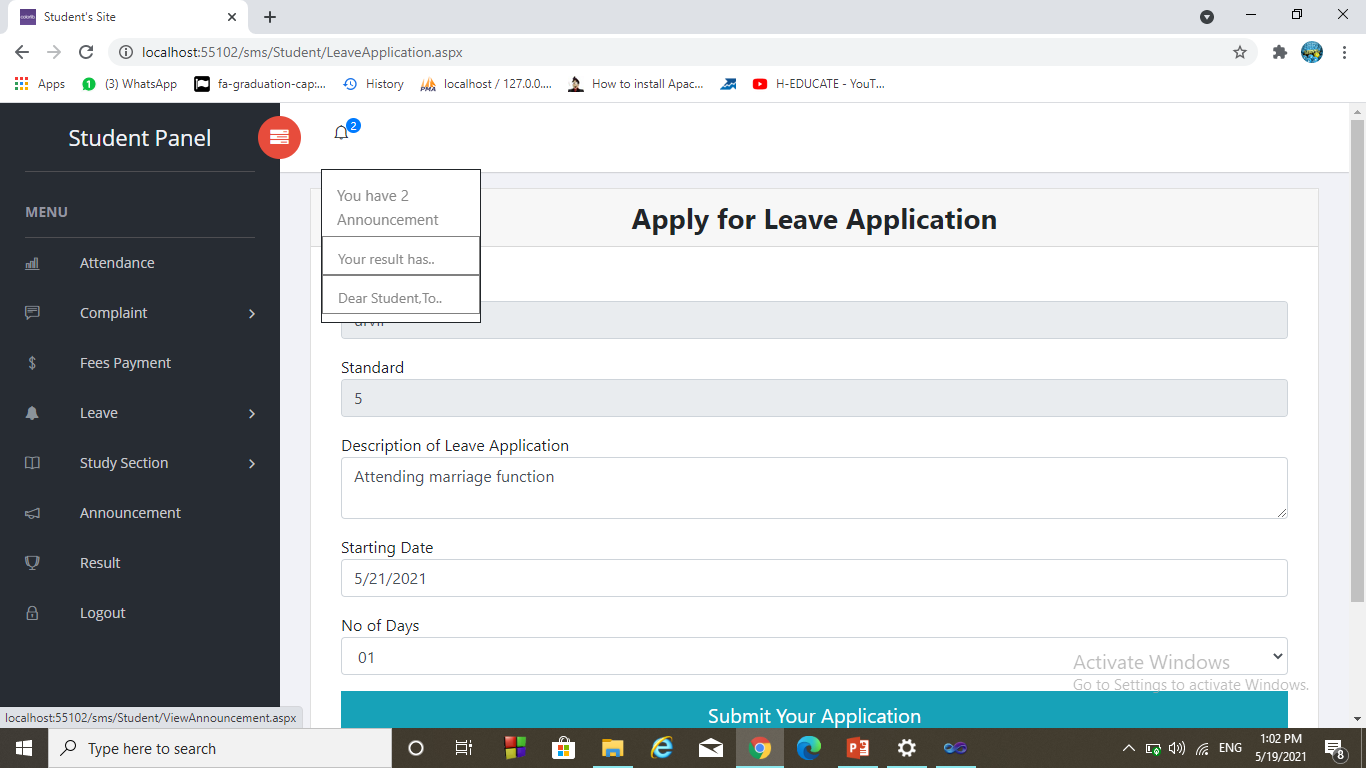 Student's Site
localhost:55102/sms/Student/LeaveApplication.aspx
Apps
(3) WhatsApp
fa-graduation-cap:...
History
localhost / 127.0.0....
How to install Apac...
H-EDUCATE - YouT...
Student Panel
2
MENU
Attendance
Complaint
Fees Payment
Leave
Study Section
Announcement
Result
Logout
You have 2
Announcement
Your result has..
Dear Student,To..
Apply for Leave Application
Standard
5
Description of Leave Application
Attending marriage function
Starting Date
5/21/2021
No of Days
01
Submit Your Application
Activate Windows
Go to Settings to activate Windows.
localhost:55102/sms/Student/ViewAnnouncement.aspx
Type here to search
ENG
1:02 PM
5/19/2021
8